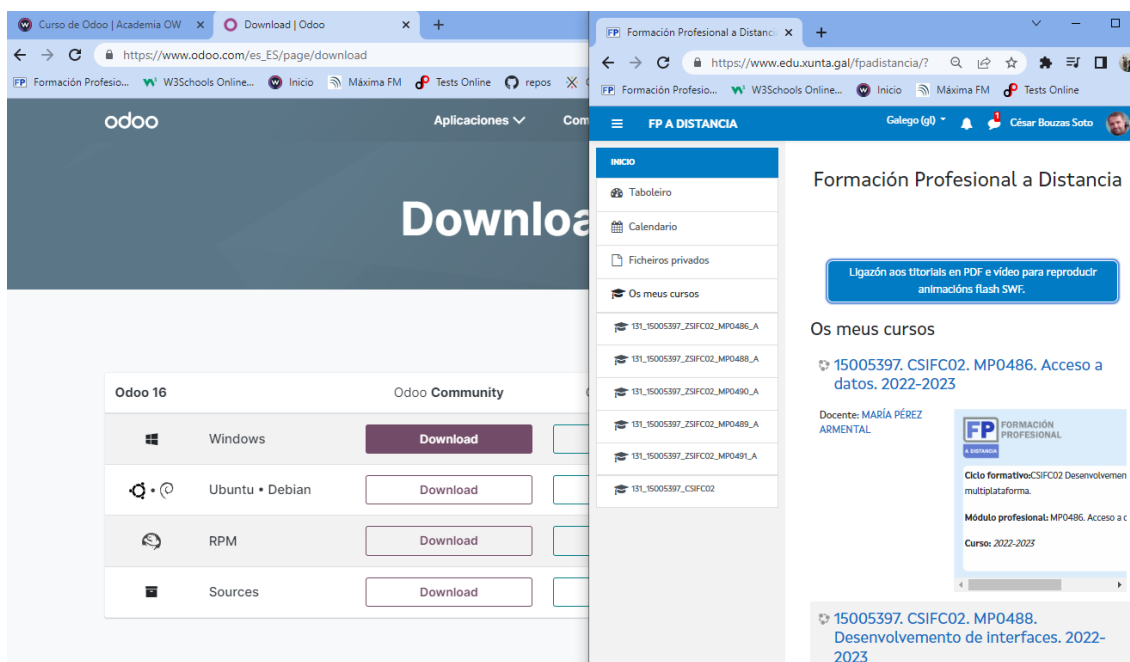 Curso de Odoo | Academia OW
Download | Odoo
https://www.odoo.com/es_ES/page/download
Formación Profesio...
W3Schools Online...
Inicio
Máxima FM
Tests Online
repos
odoo
Aplicaciones
Com
Downloa
Odoo 16
Odoo Community
Windows
Download
Ubuntu • Debian
Download
RPM
Download
Sources
Download
FP Formación Profesional a Distanci
https://www.edu.xunta.gal/fpadistancia/?
FP Formación Profesio...
W3Schools Online...
Inicio
Máxima FM
Tests Online
FP A DISTANCIA
Galego (gl)
1
César Bouzas Soto
INICIO
Taboleiro
Calendario
Ficheiros privados
Os meus cursos
131_15005397_ZSIFC02_MP0486_A
131_15005397_ZSIFC02_MP0488_A
131_15005397_ZSIFC02_MP0490_A
131_15005397_ZSIFC02_MP0489_A
131_15005397_ZSIFC02_MP0491_A
131_15005397_CSIFC02
Formación Profesional a Distancia
Ligazón aos titoriais en PDF e vídeo para reproducir
animacións flash SWF.
Os meus cursos
15005397. CSIFC02. MP0486. Acceso a
datos. 2022-2023
Docente: MARÍA PÉREZ
ARMENTAL
FP FORMACIÓN
PROFESIONAL
A DISTANCIA
Ciclo formativo:CSIFC02 Desenvolvemen
multiplataforma.
Módulo profesional: MP0486. Acceso a c
Curso: 2022-2023
15005397. CSIFC02. MP0488.
Desenvolvemento de interfaces. 2022-
2023